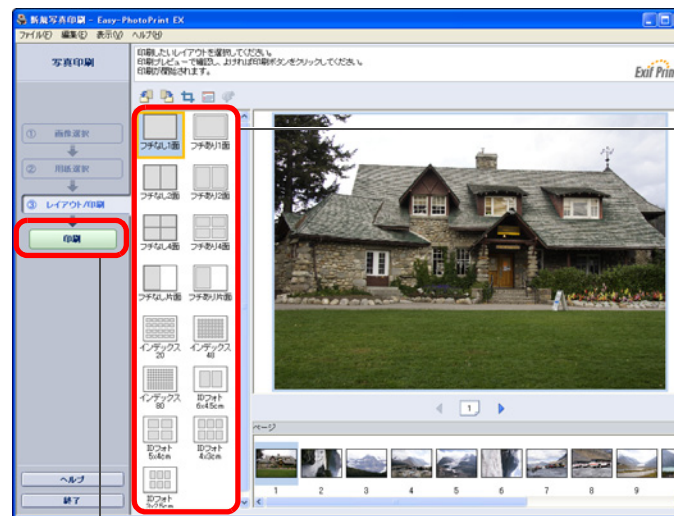 新規写真印刷 - Easy-PhotoPrint EX
ファイル(F) 編集(E) 表示(V) ヘルプ(H)
写真印刷
印刷したいレイアウトを選択してください。
印刷プレビューで確認し、よければ印刷ボタンをクリックしてください。
印刷が開始されます。
Exif Prin
① 画像選択
② 用紙選択
③ レイアウト/印刷
印刷
フチなし1面 フチあり1面
フチなし2面 フチあり2面
フチなし4面 フチあり4面
フチなし片面 フチあり片面
インデックス
20
インデックス
48
インデックス
80
IDフォト
6x4.5cm
IDフォト
5x4cm
IDフォト
4x3cm
IDフォト
3x2.5cm
1
ページ
1 2 3 4 5 6 7 8 9
ヘルプ
終了